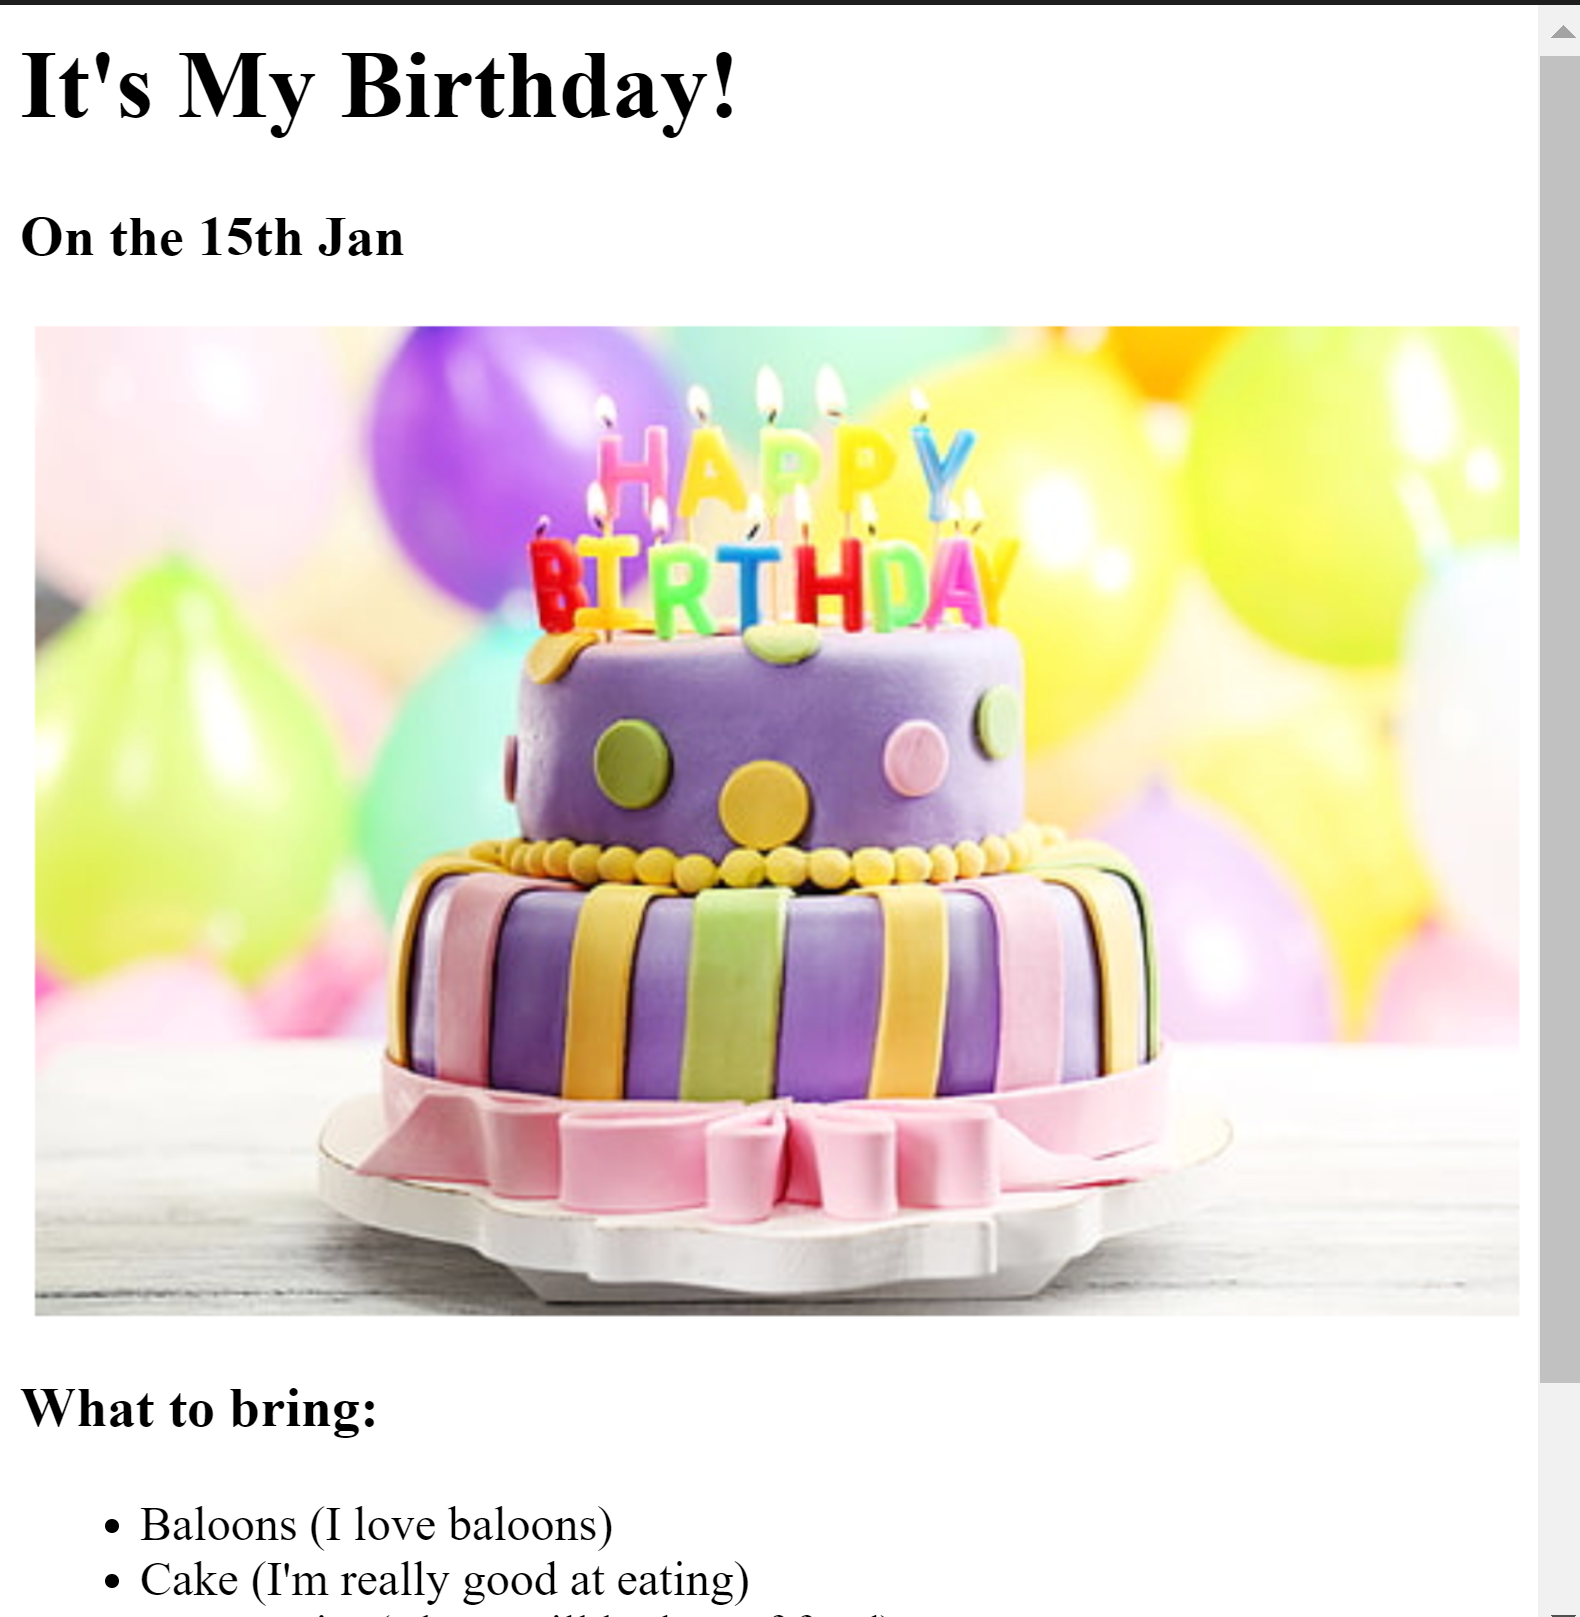 It's My Birthday!
On the 15th Jan
HAPPY
BIRTHDAY
What to bring:
Baloons (I love baloons)
Cake (I'm really good at eating)